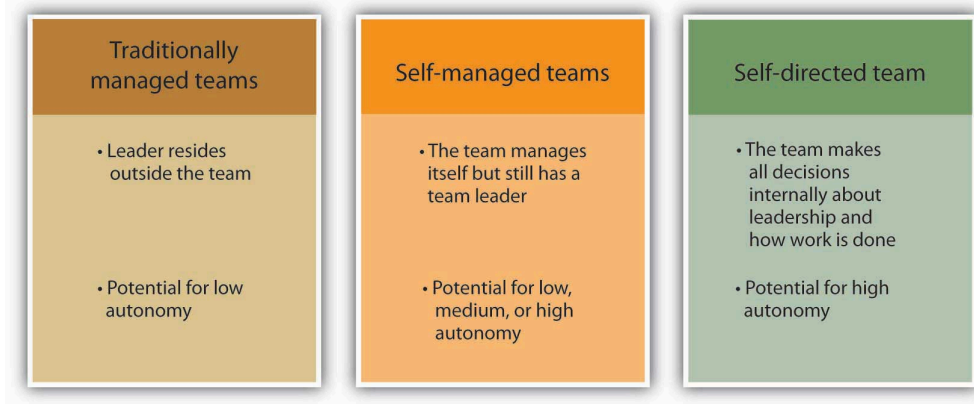 Traditionally
managed teams
• Leader resides
outside the team
• Potential for low
autonomy
Self-managed teams
• The team manages
itself but still has a
team leader
• Potential for low,
medium, or high
autonomy
Self-directed team
• The team makes
all decisions
internally about
leadership and
how work is done
• Potential for high
autonomy